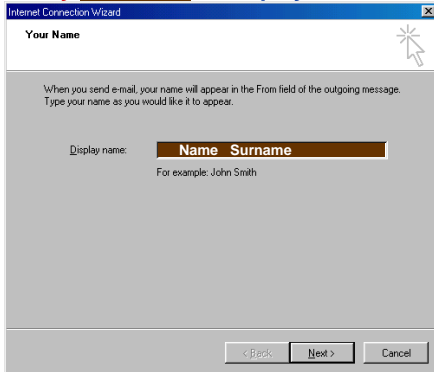 Internet Connection Wizard
Your Name
When you send e-mail, your name will appear in the From field of the outgoing message.
Type your name as you would like it to appear.
Display name: Name Surname
For example: John Smith
< Back Next > Cancel